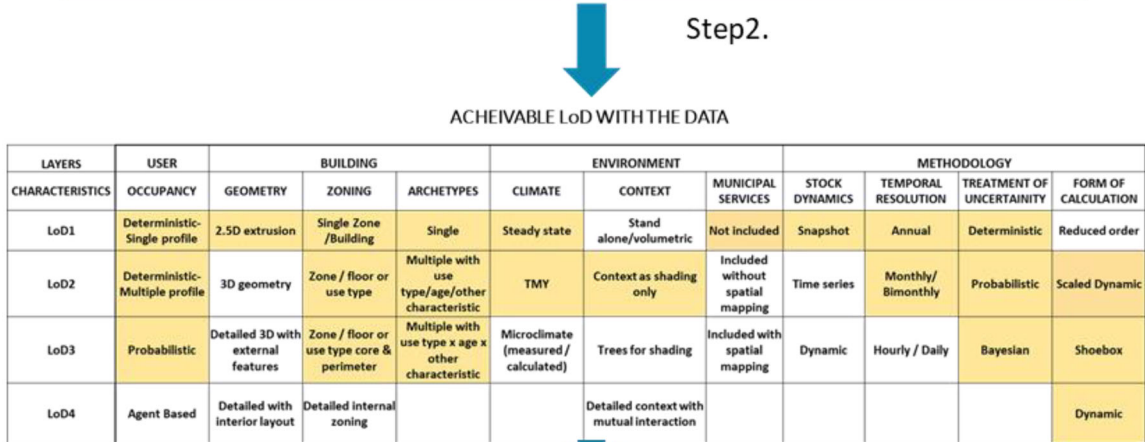 Step2.
ACHEIVABLE LoD WITH THE DATA
LAYERS USER BUILDING ENVIRONMENT METHODOLOGY
CHARACTERISTICS OCCUPANCY GEOMETRY ZONING ARCHETYPES CLIMATE CONTEXT MUNICIPAL SERVICES STOCK DYNAMICS TEMPORAL RESOLUTION TREATMENT OF UNCERTAINITY FORM OF CALCULATION
LoD1 Deterministic-Single profile 2.5D extrusion Single Zone /Building Single Steady state Stand alone/volumetric Not included Snapshot Annual Deterministic Reduced order
LoD2 Deterministic-Multiple profile 3D geometry Zone / floor or use type Multiple with use type/age/other characteristic TMY Context as shading only Included without spatial mapping Time series Monthly/ Bimonthly Probabilistic Scaled Dynamic
LoD3 Probabilistic Detailed 3D with external features Zone / floor or use type core & perimeter Multiple with use type x age x other characteristic Microclimate (measured / calculated) Trees for shading Included with spatial mapping Dynamic Hourly / Daily Bayesian Shoebox
LoD4 Agent Based Detailed with interior layout Detailed internal zoning Detailed context with mutual interaction Dynamic